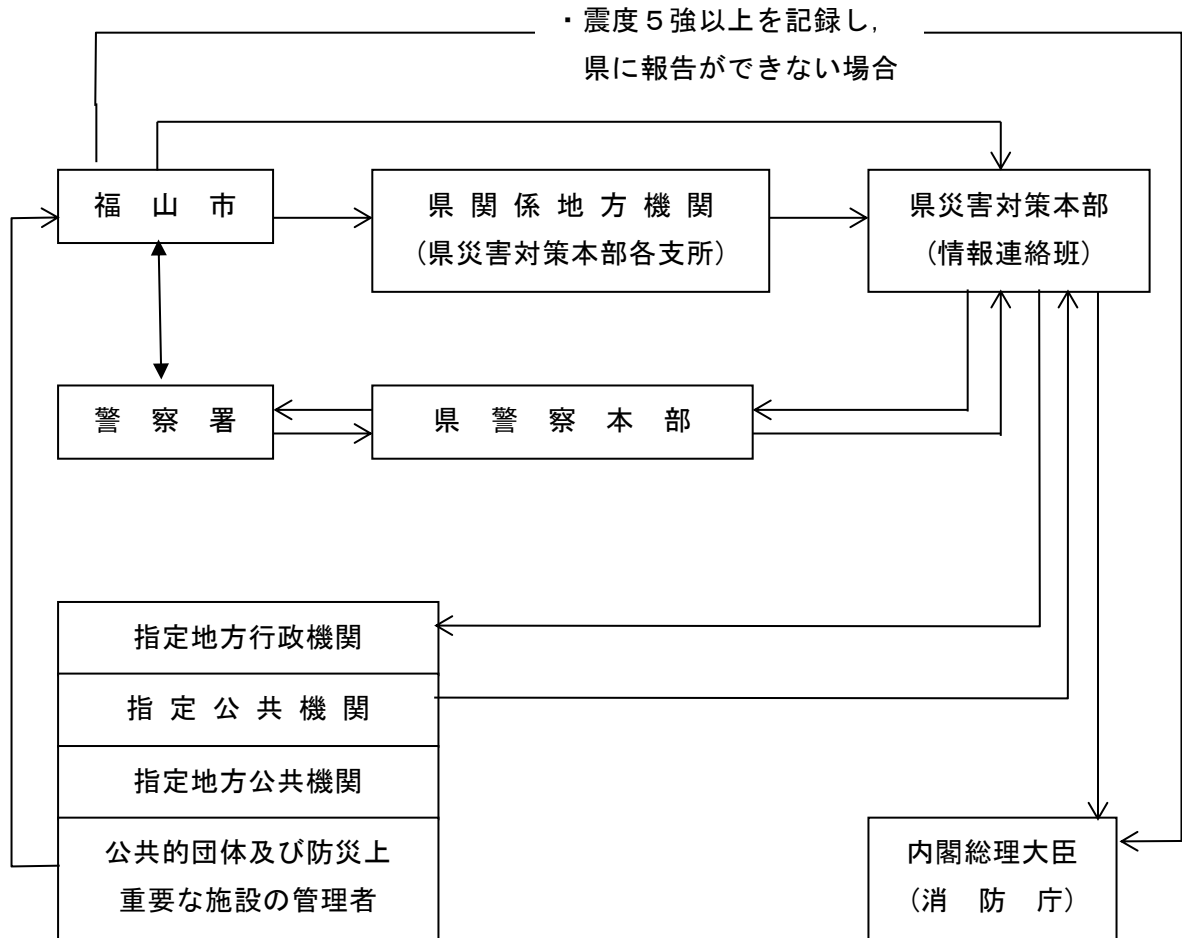 ・震度５強以上を記録し,
県に報告ができない場合
福山市
県関係地方機関
(県災害対策本部各支所)
県災害対策本部
(情報連絡班)
警察署
県警察本部
指定地方行政機関
指定公共機関
指定地方公共機関
公共的団体及び防災上
重要な施設の管理者
内閣総理大臣
(消防庁)